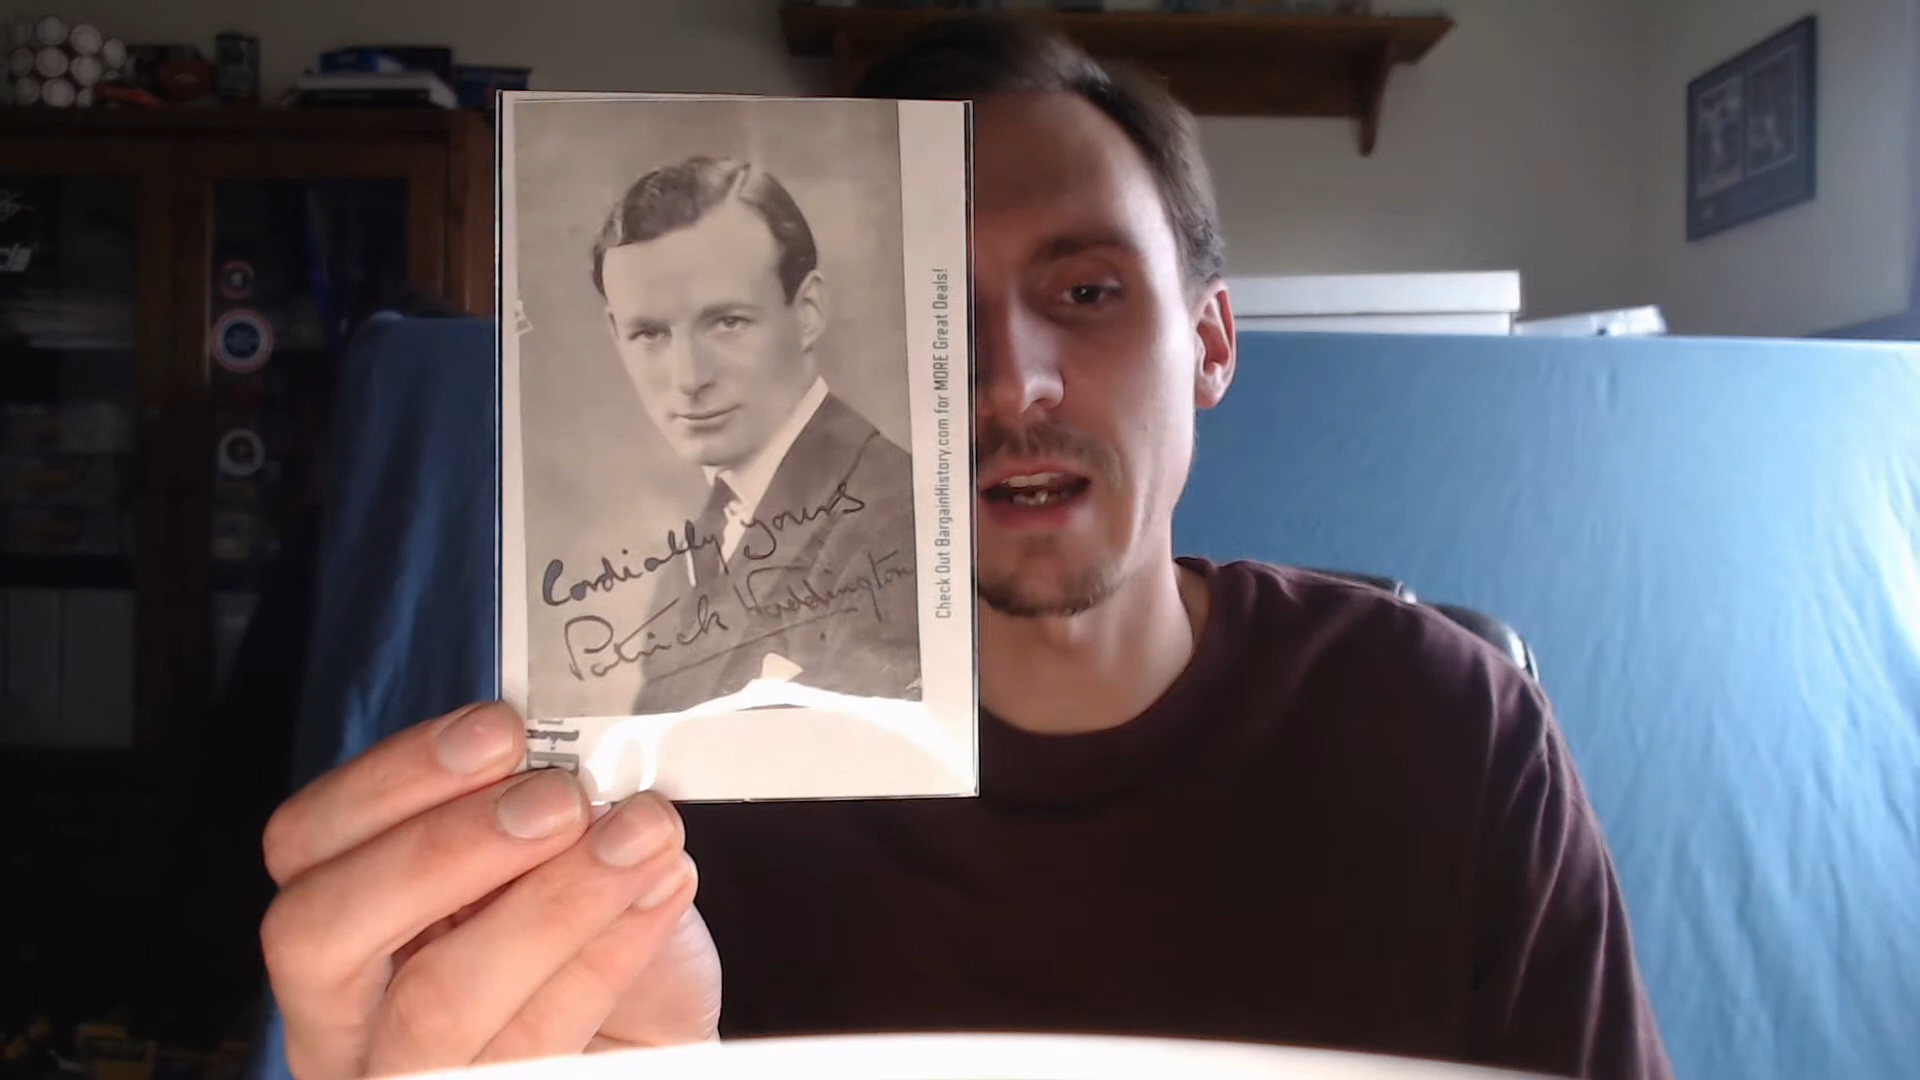 Cordially yours
Patrick Waddington
Check Out BargainHistory.com for MORE Great Deals!